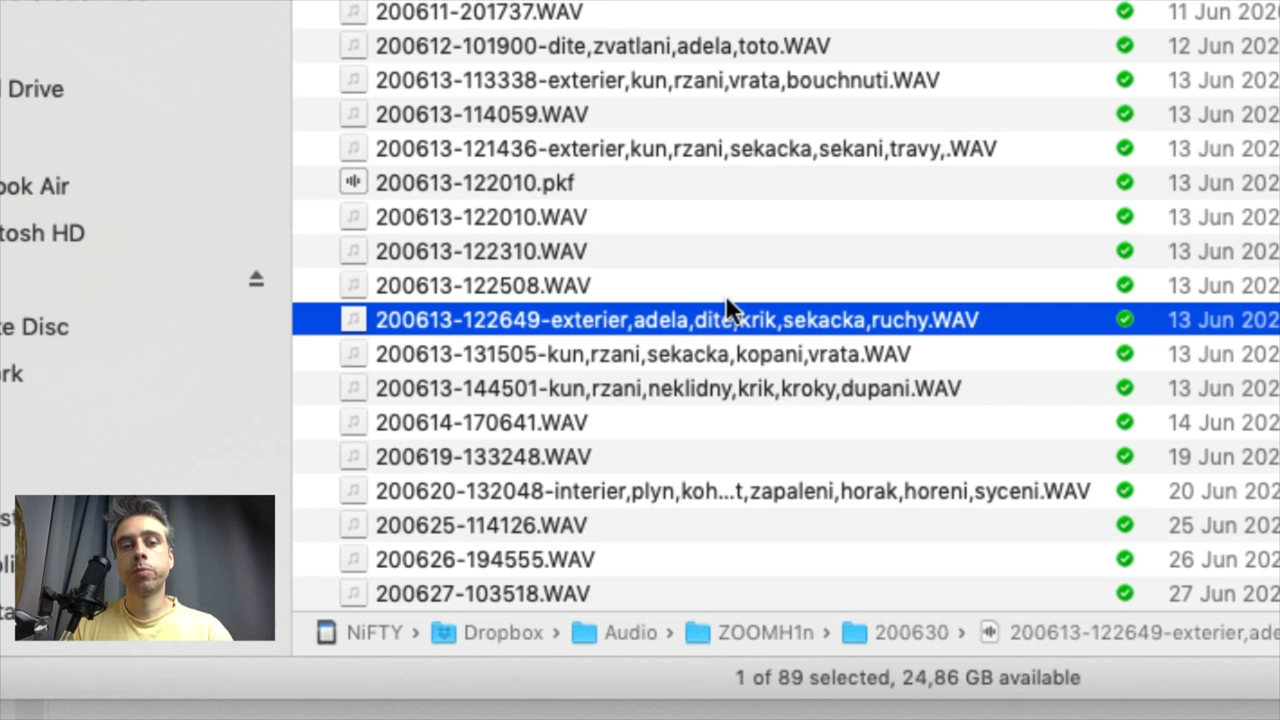 200611-201737.WAV 11 Jun 202
200612-101900-dite,zvatlani,adela,toto.WAV 12 Jun 202
l Drive 200613-113338-exterier,kun,rzani,vrata,bouchnuti.WAV 13 Jun 202
200613-114059.WAV 13 Jun 202
200613-121436-exterier,kun,rzani,sekacka,sekani,travy,.WAV 13 Jun 202
ook Air 200613-122010.pkf 13 Jun 202
200613-122010.WAV 13 Jun 202
tosh HD 200613-122310.WAV 13 Jun 202
200613-122508.WAV 13 Jun 202
te Disc 200613-122649-exterier,adela,dite,krik,sekacka,ruchy.WAV 13 Jun 202
200613-131505-kun,rzani,sekacka,kopani,vrata.WAV 13 Jun 202
rk 200613-144501-kun,rzani,neklidny,krik,kroky,dupani.WAV 13 Jun 202
200614-170641.WAV 14 Jun 202
200619-133248.WAV 19 Jun 202
200620-132048-interier,plyn,koh...t,zapaleni,horak,horeni,syceni.WAV 20 Jun 202
200625-114126.WAV 25 Jun 202
200626-194555.WAV 26 Jun 202
200627-103518.WAV 27 Jun 202
NiFTY › Dropbox › Audio › ZOOMH1n › 200630 › 200613-122649-exterier,ade
1 of 89 selected, 24,86 GB available